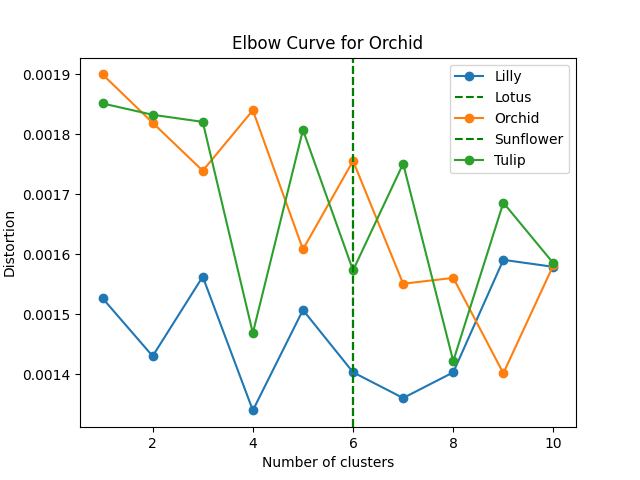 Elbow Curve for Orchid
Lilly
Lotus
Orchid
Sunflower
Tulip
0.0019
0.0018
0.0017
0.0016
0.0015
0.0014
Distortion
2 4 6 8 10
Number of clusters